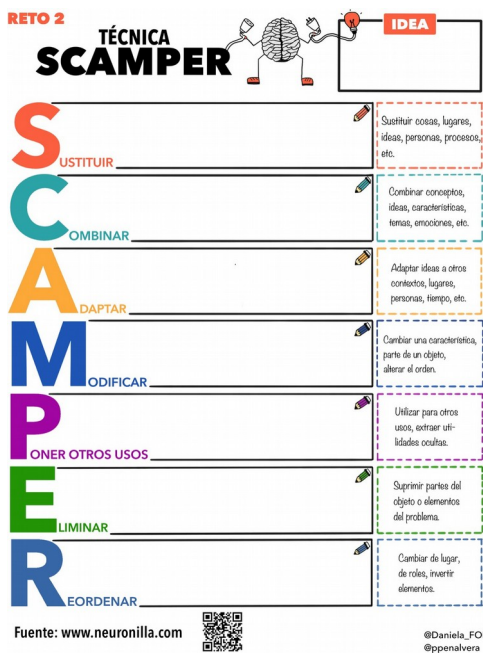 RETO 2
TÉCNICA
SCAMPER
IDEA
SUSTITUIR
Sustituir cosas, lugares,
ideas, personas, procesos,
etc.
COMBINAR
Combinar conceptos,
ideas, características,
temas, emociones, etc.
ADAPTAR
Adaptar ideas a otros
contextos, lugares,
personas, tiempo, etc.
MODIFICAR
Cambiar una característica,
parte de un objeto,
alterar el orden.
PONER OTROS USOS
Utilizar para otros
usos, extraer uti-
lidades ocultas.
ELIMINAR
Suprimir partes del
objeto o elementos
del problema.
REORDENAR
Cambiar de lugar,
de roles, invertir
elementos.
Fuente: www.neuronilla.com
@Daniela_FO
@ppenalvera